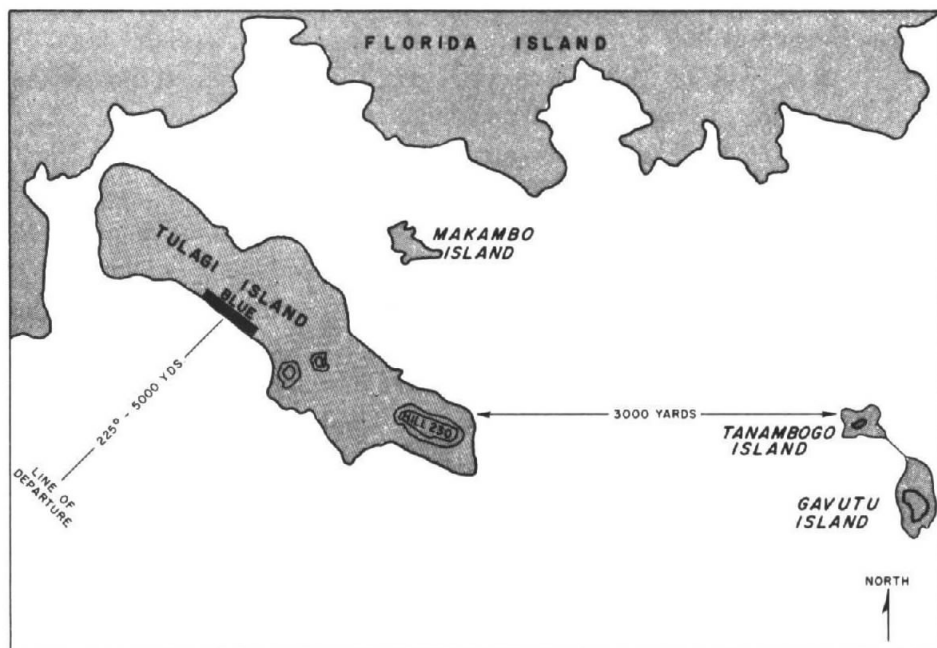 FLORIDA ISLAND
MAKAMBO
ISLAND
TULAGI ISLAND
BLUE
225° - 5000 YDS
LINE OF
DEPARTURE
HILL 230
3000 YARDS
TANAMBOGO
ISLAND
GAVUTU
ISLAND
NORTH